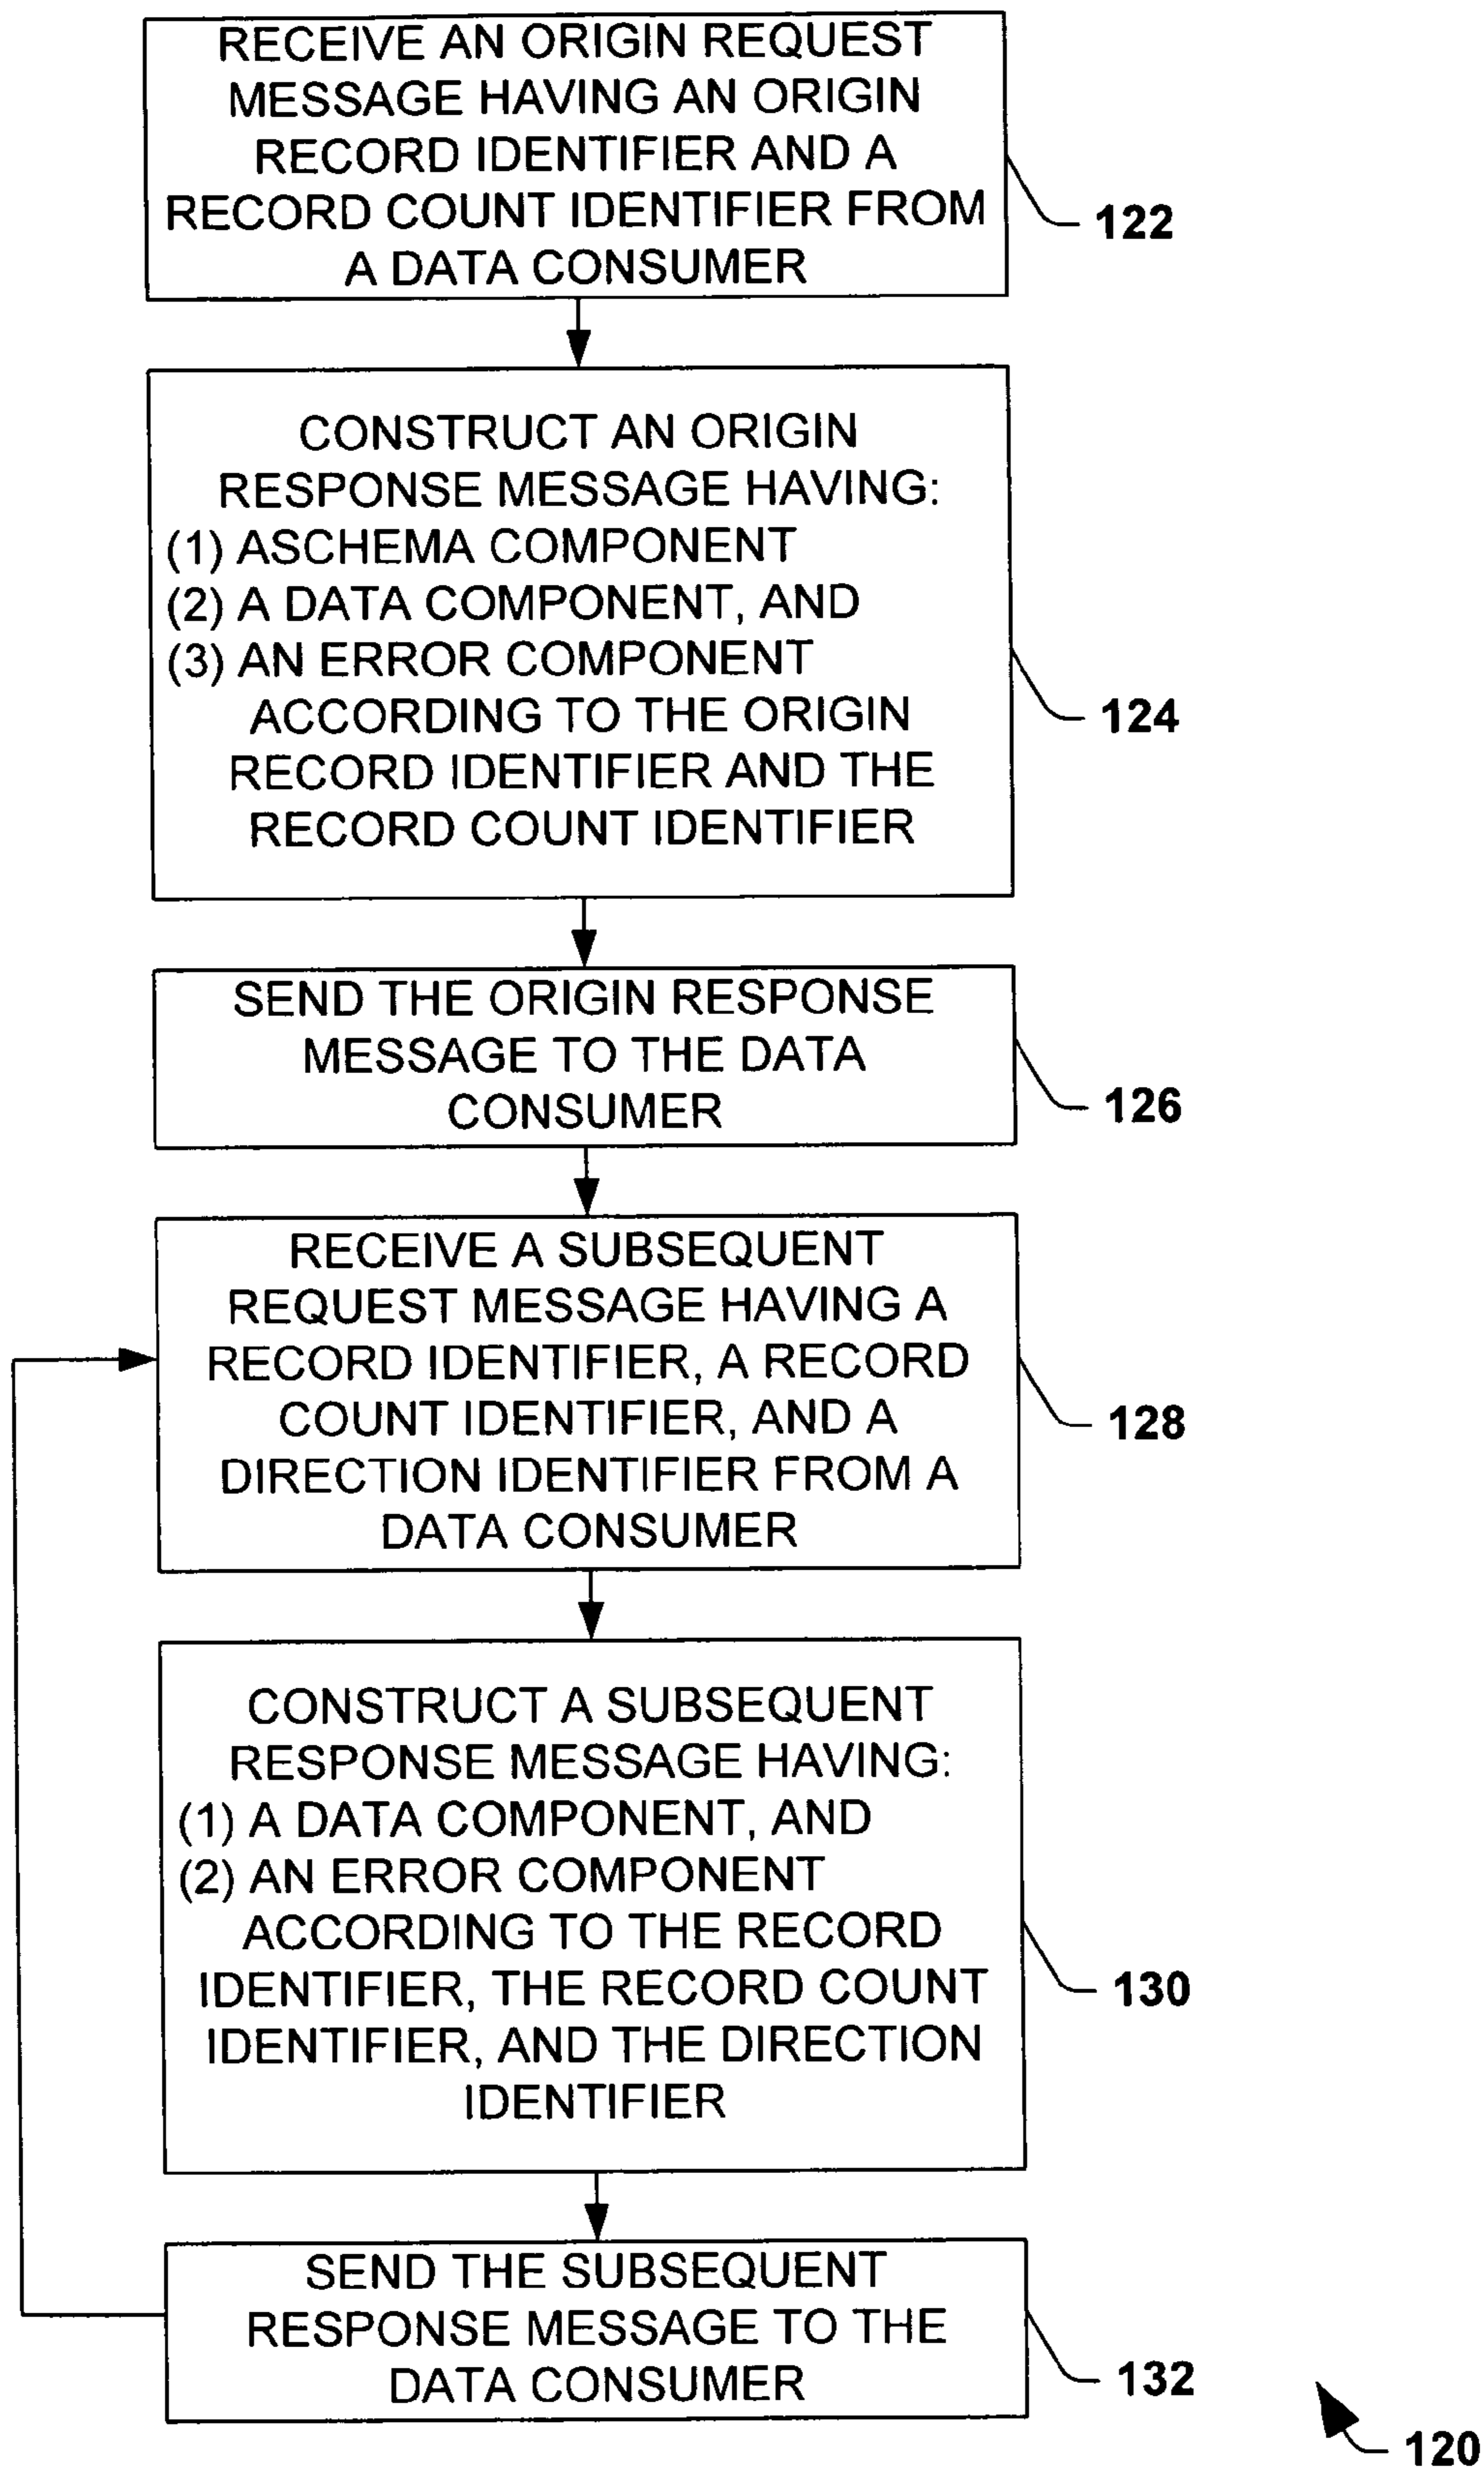 RECEIVE AN ORIGIN REQUEST
MESSAGE HAVING AN ORIGIN
RECORD IDENTIFIER AND A
RECORD COUNT IDENTIFIER FROM
A DATA CONSUMER
122
CONSTRUCT AN ORIGIN
RESPONSE MESSAGE HAVING:
(1) ASCHEMA COMPONENT
(2) A DATA COMPONENT, AND
(3) AN ERROR COMPONENT
ACCORDING TO THE ORIGIN
RECORD IDENTIFIER AND THE
RECORD COUNT IDENTIFIER
124
SEND THE ORIGIN RESPONSE
MESSAGE TO THE DATA
CONSUMER
126
RECEIVE A SUBSEQUENT
REQUEST MESSAGE HAVING A
RECORD IDENTIFIER, A RECORD
COUNT IDENTIFIER, AND A
DIRECTION IDENTIFIER FROM A
DATA CONSUMER
128
CONSTRUCT A SUBSEQUENT
RESPONSE MESSAGE HAVING:
(1) A DATA COMPONENT, AND
(2) AN ERROR COMPONENT
ACCORDING TO THE RECORD
IDENTIFIER, THE RECORD COUNT
IDENTIFIER, AND THE DIRECTION
IDENTIFIER
130
SEND THE SUBSEQUENT
RESPONSE MESSAGE TO THE
DATA CONSUMER
132
120